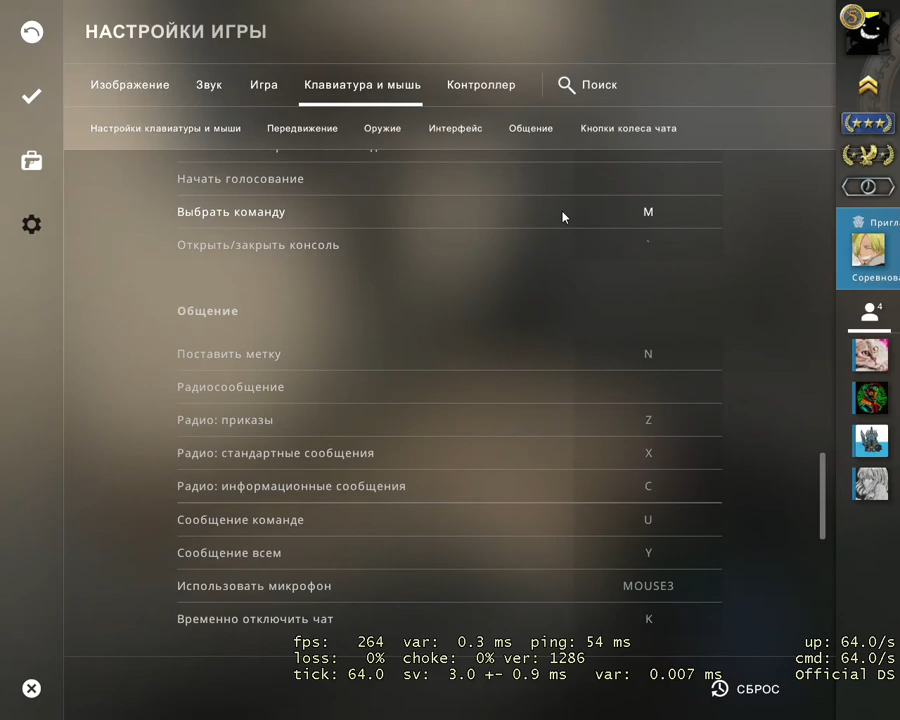 НАСТРОЙКИ ИГРЫ
Изображение Звук Игра Клавиатура и мышь Контроллер Поиск
Настройки клавиатуры и мыши Передвижение Оружие Интерфейс Общение Кнопки колеса чата
Начать голосование
Выбрать команду M
Открыть/закрыть консоль `
Общение
Поставить метку N
Радиосообщение
Радио: приказы Z
Радио: стандартные сообщения X
Радио: информационные сообщения C
Сообщение команде U
Сообщение всем Y
Использовать микрофон MOUSE3
Временно отключить чат K
fps: 264 var: 0.3 ms ping: 54 ms up: 64.0/s
loss: 0% choke: 0% ver: 1286 cmd: 64.0/s
tick: 64.0 sv: 3.0 +- 0.9 ms var: 0.007 ms Official DS
СБРОС
5
Пригл
Соревнова
4